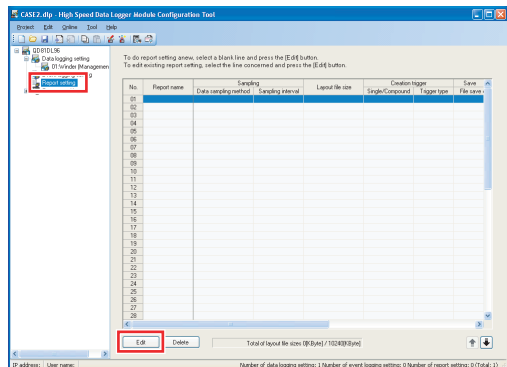 CASE2.dlp - High Speed Data Logger Module Configuration Tool
Project Edit Online Tool Help
QD81DL96
Data logging setting
01:Winder (Managemen
Report setting
To do report setting anew, select a blank line and press the [Edit] button.
To edit existing report setting, select the line concerned and press the [Edit] button.
No. Report name Sampling Layout file size Creation trigger Save
Data sampling method Sampling interval Single/Compound Trigger type File save
01
02
03
04
05
06
07
08
09
10
11
12
13
14
15
16
17
18
19
20
21
22
23
24
25
26
27
28
Edit Delete Total of layout file sizes 0[KByte] / 10240[KByte]
IP address: User name: Number of data logging setting: 1 Number of event logging setting: 0 Number of report setting: 0 (Total: 1)